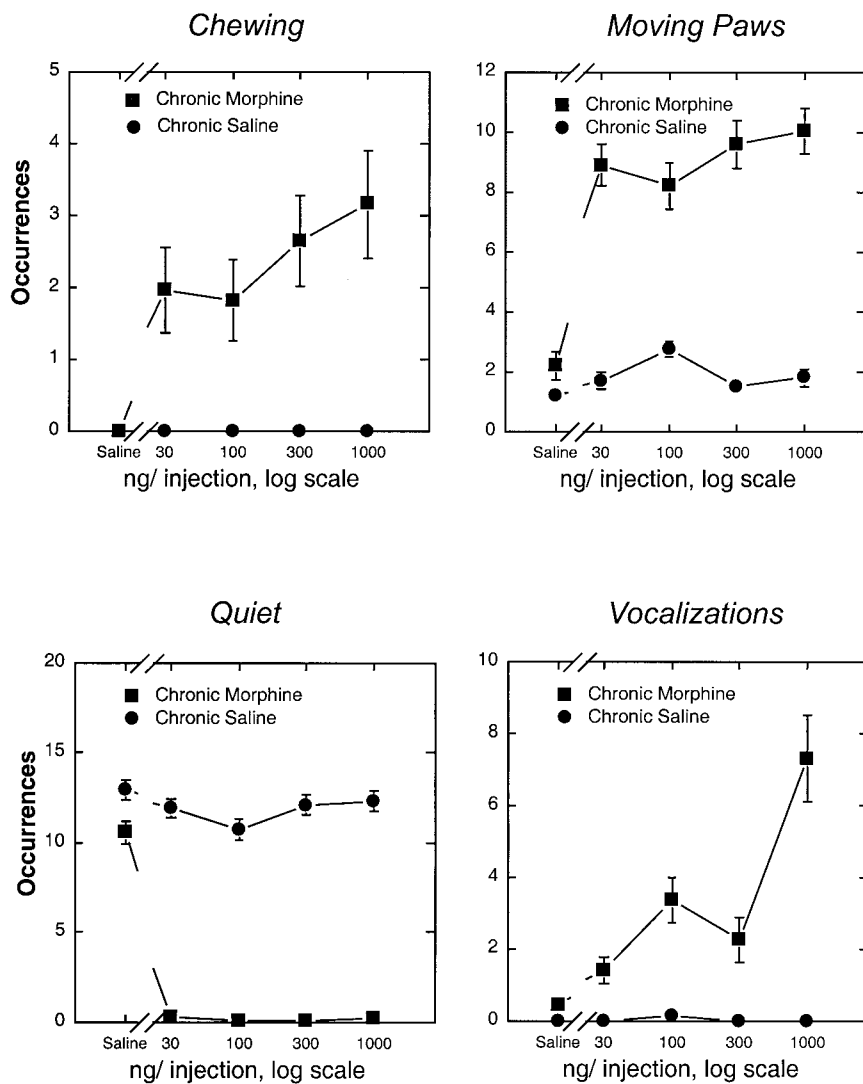 Chewing
5
4
3
2
1
0
Occurrences
Chronic Morphine
Chronic Saline
Saline 30 100 300 1000
ng/ injection, log scale
Moving Paws
12
10
8
6
4
2
0
Chronic Morphine
Chronic Saline
Saline 30 100 300 1000
ng/ injection, log scale
Quiet
20
15
10
5
0
Occurrences
Chronic Morphine
Chronic Saline
Saline 30 100 300 1000
ng/ injection, log scale
Vocalizations
10
8
6
4
2
0
Chronic Morphine
Chronic Saline
Saline 30 100 300 1000
ng/ injection, log scale